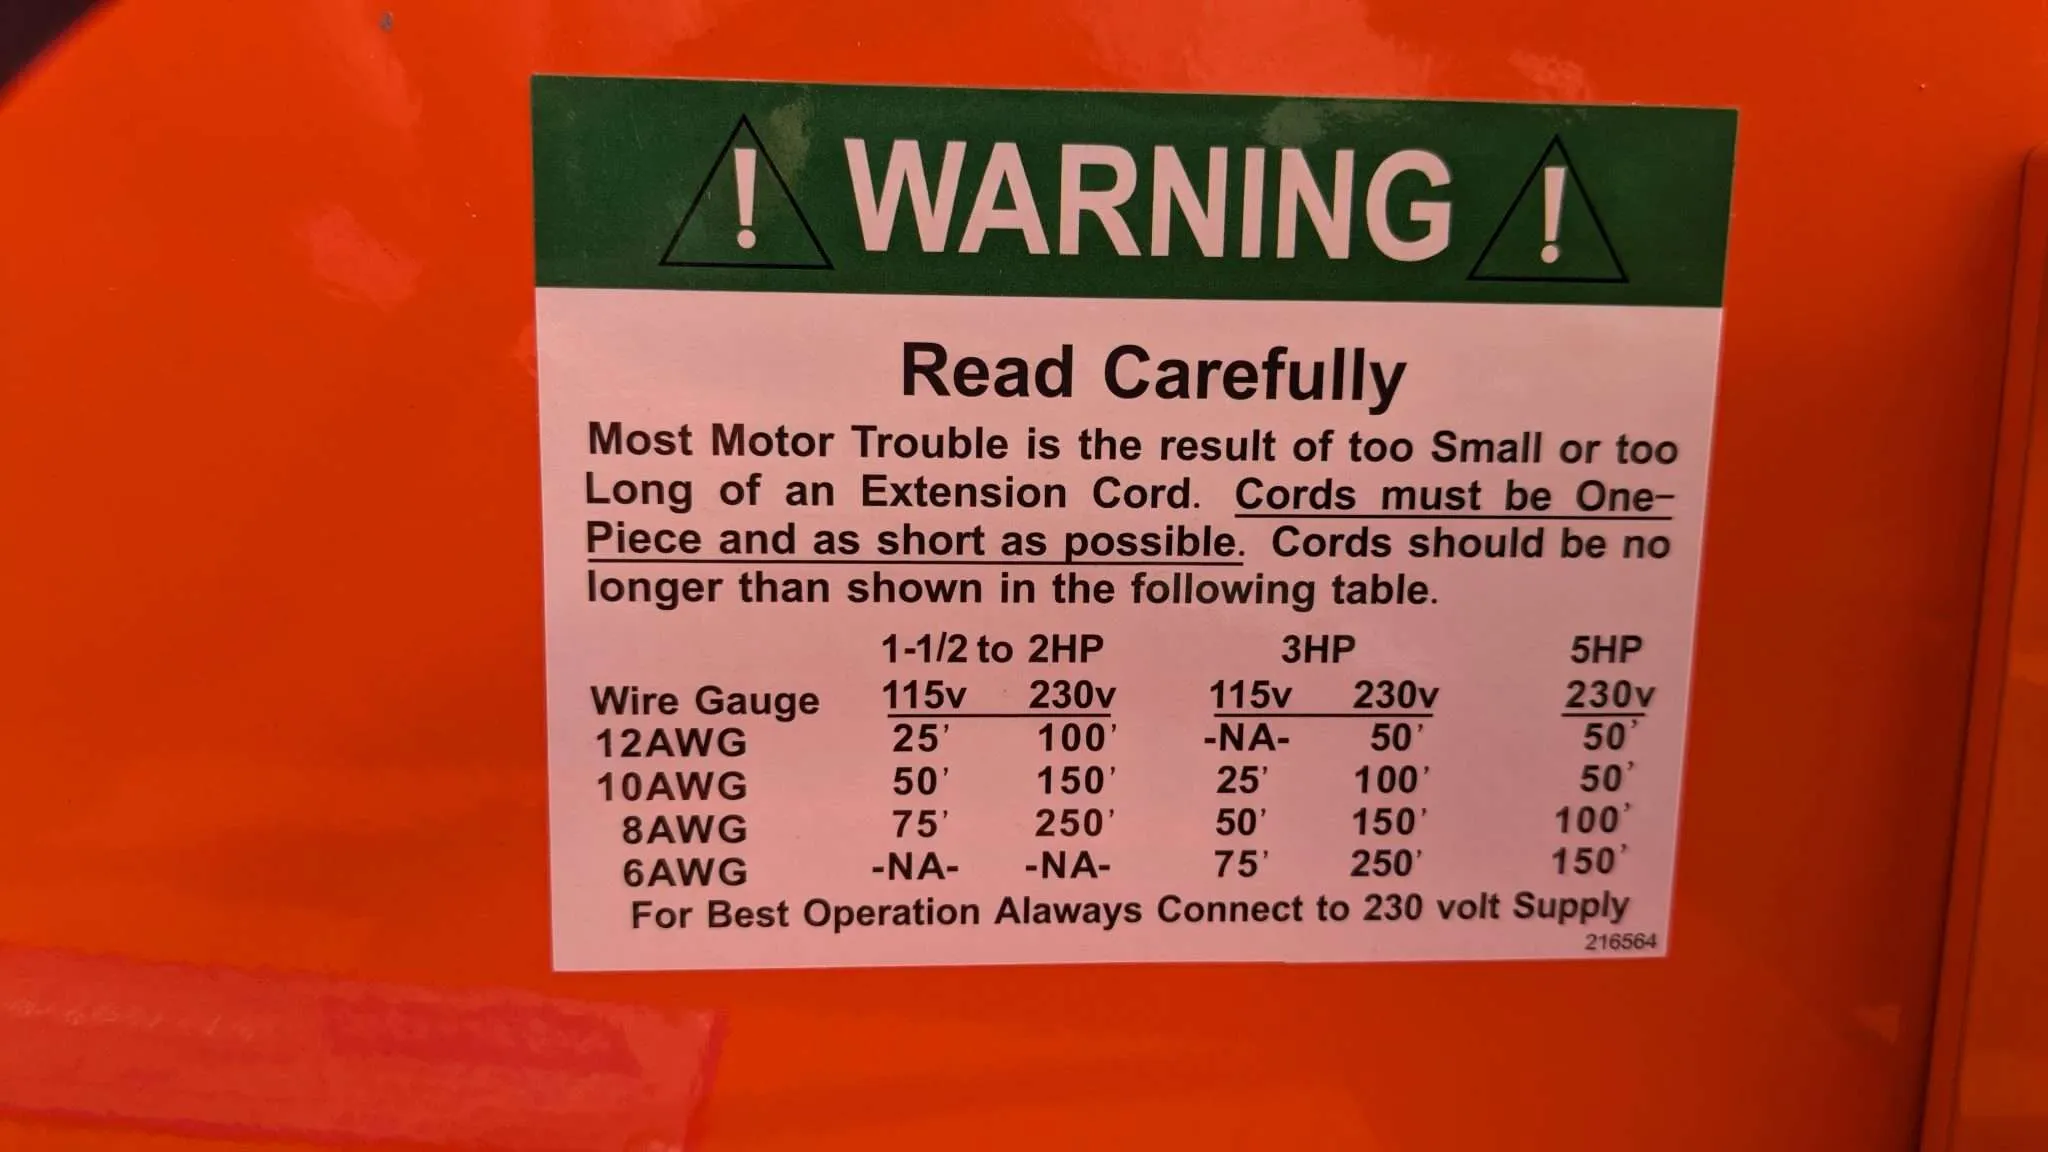 ! WARNING !
Read Carefully
Most Motor Trouble is the result of too Small or too
Long of an Extension Cord. Cords must be One-
Piece and as short as possible. Cords should be no
longer than shown in the following table.
1-1/2 to 2HP 3HP 5HP
Wire Gauge 115v 230v 115v 230v 230v
12AWG 25' 100' -NA- 50' 50'
10AWG 50' 150' 25' 100' 50'
8AWG 75' 250' 50' 150' 100'
6AWG -NA- -NA- 75' 250' 150'
For Best Operation Alaways Connect to 230 volt Supply
216564